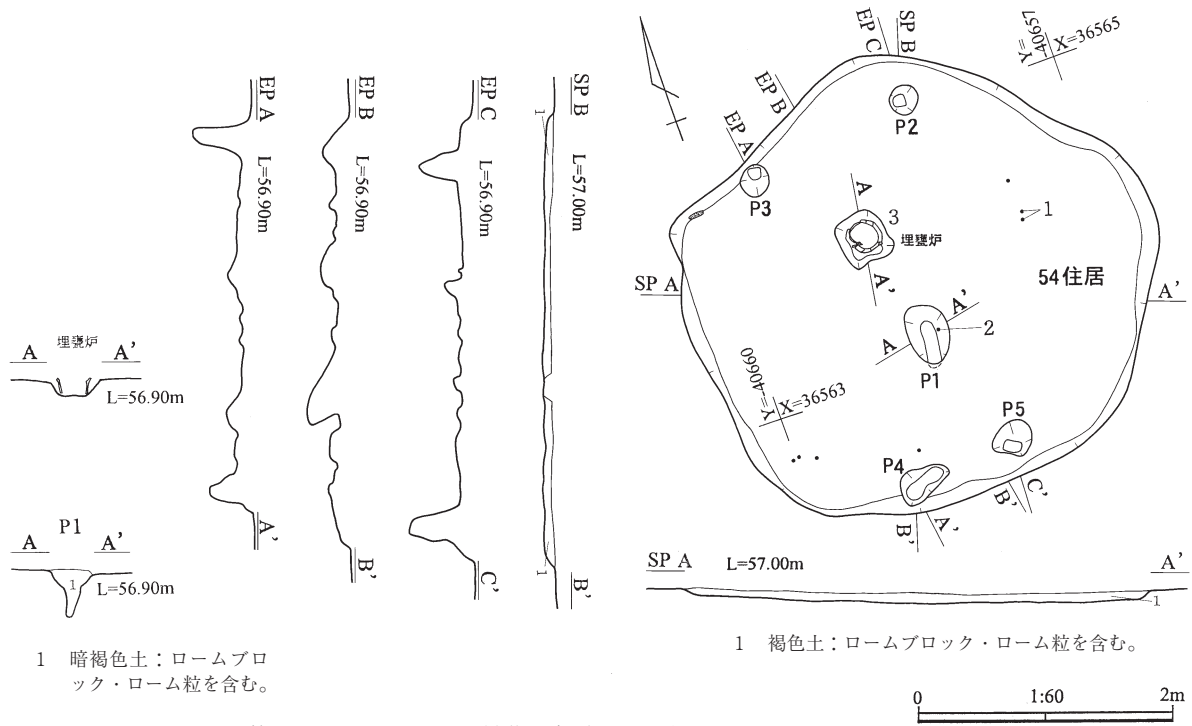 EP A
L=56.90m
A'
EP B
L=56.90m
B'
EP C
L=56.90m
C'
SP B
L=57.00m
1
1
B'
A 埋甕炉 A'
L=56.90m
P1
A A'
1
L=56.90m
1 暗褐色土：ロームブロ
ック・ローム粒を含む。
EP C
SP B
Y=-40657
X=36565
EP B
EP A
P2
P3
A
3
埋甕炉
A'
1
54住居
SP A
A'
A'
2
A
P1
Y=-40660
X=36563
P5
P4
B'
A'
B'
C'
SP A L=57.00m A'
1
1 褐色土：ロームブロック・ローム粒を含む。
0 1:60 2m